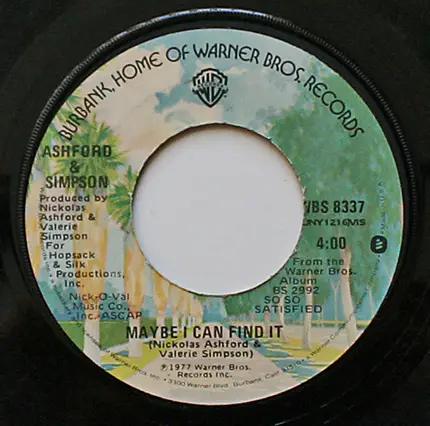 BURBANK, HOME OF WARNER BROS. RECORDS
ASHFORD
&
SIMPSON
Produced by
Nickolas
Ashford &
Valerie
Simpson
For
Hopsack
& Silk
Productions,
Inc.
Nick-O-Val
Music Co.,
Inc. ASCAP
WBS 8337
4:00
From the
Warner Bros.
Album
BS 2992
SO SO
SATISFIED
MAYBE I CAN FIND IT
(Nickolas Ashford &
Valerie Simpson)
℗ 1977 Warner Bros.
Records Inc.